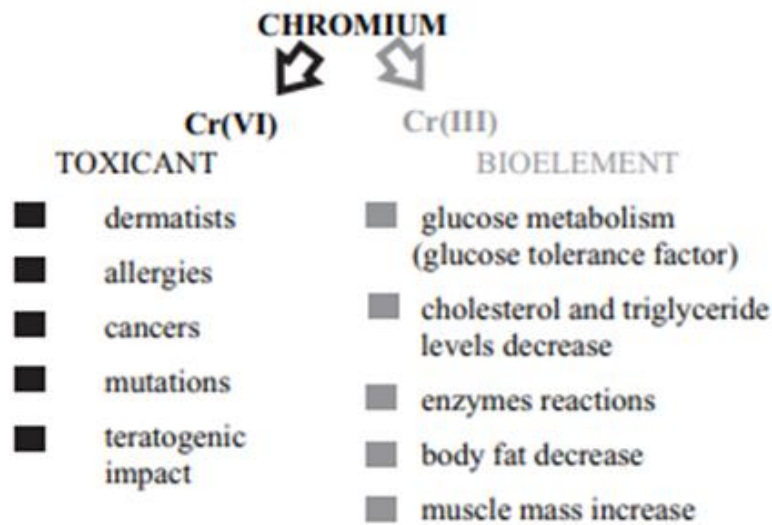 CHROMIUM
Cr(VI)
TOXICANT
dermatists
allergies
cancers
mutations
teratogenic
impact
Cr(III)
BIOELEMENT
glucose metabolism
(glucose tolerance factor)
cholesterol and triglyceride
levels decrease
enzymes reactions
body fat decrease
muscle mass increase